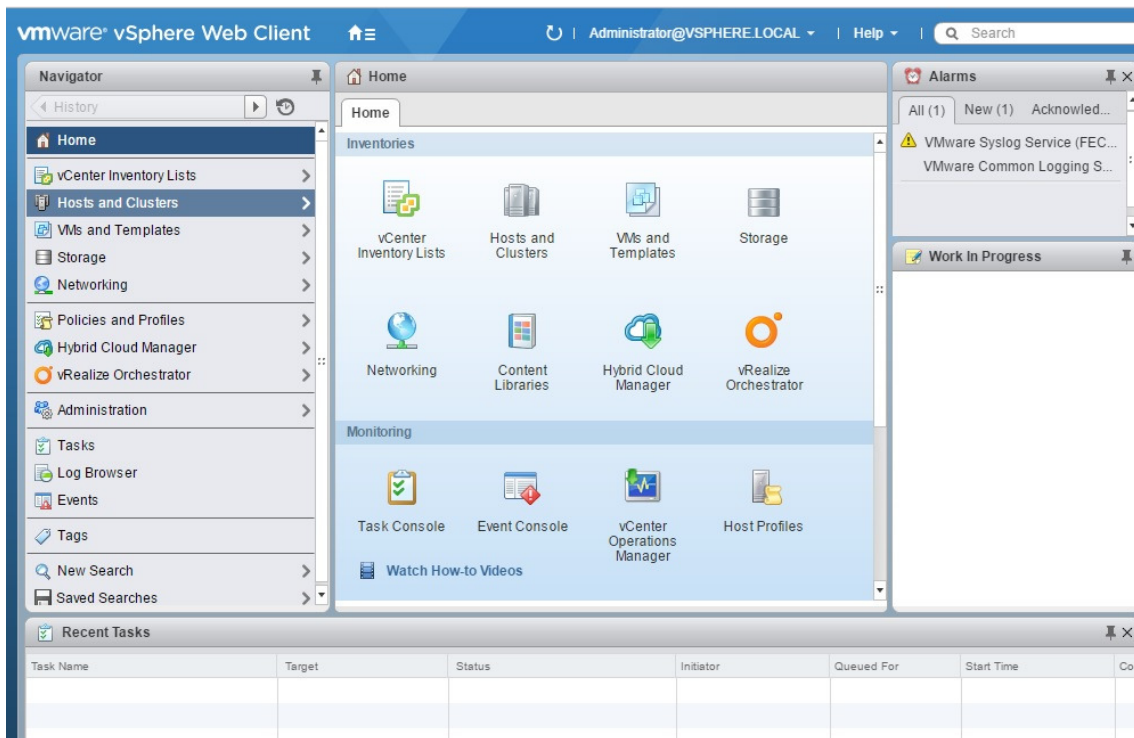 vmware® vSphere Web Client
Administrator@VSPHERE.LOCAL
Help
Search
Navigator
History
Home
vCenter Inventory Lists
Hosts and Clusters
VMs and Templates
Storage
Networking
Policies and Profiles
Hybrid Cloud Manager
vRealize Orchestrator
Administration
Tasks
Log Browser
Events
Tags
New Search
Saved Searches
Home
Home
Inventories
vCenter
Inventory Lists
Hosts and
Clusters
VMs and
Templates
Storage
Networking
Content
Libraries
Hybrid Cloud
Manager
vRealize
Orchestrator
Monitoring
Task Console
Event Console
vCenter
Operations
Manager
Host Profiles
Watch How-to Videos
Alarms
All (1) New (1) Acknowled...
VMware Syslog Service (FEC...
VMware Common Logging S...
Work In Progress
Recent Tasks
Task Name Target Status Initiator Queued For Start Time Co